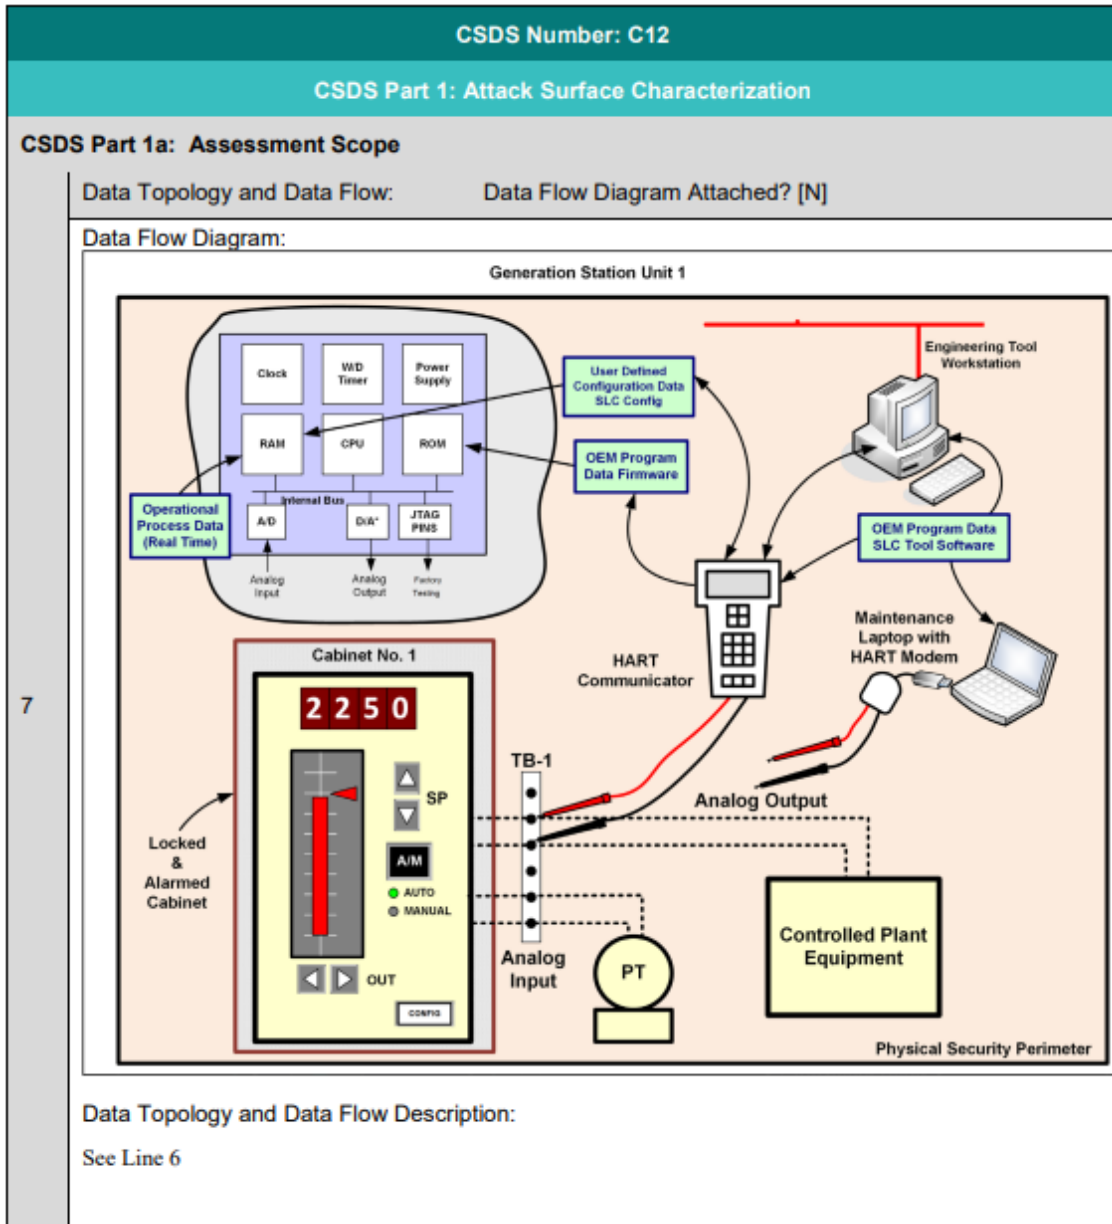 CSDS Number: C12
CSDS Part 1: Attack Surface Characterization
CSDS Part 1a: Assessment Scope
7
Data Topology and Data Flow: Data Flow Diagram Attached? [N]
Data Flow Diagram:
Generation Station Unit 1
Clock
W/D
Timer
Power
Supply
RAM
CPU
ROM
Internal Bus
A/D
D/A*
JTAG
PINS
Analog
Input
Analog
Output
Factory
Testing
Operational
Process Data
(Real Time)
User Defined
Configuration Data
SLC Config
OEM Program
Data Firmware
Engineering Tool
Workstation
OEM Program Data
SLC Tool Software
Maintenance
Laptop with
HART Modem
HART
Communicator
Cabinet No. 1
2250
SP
A/M
AUTO
MANUAL
OUT
CONFIG
Locked
&
Alarmed
Cabinet
TB-1
Analog Output
Analog
Input
PT
Controlled Plant
Equipment
Physical Security Perimeter
Data Topology and Data Flow Description:
See Line 6